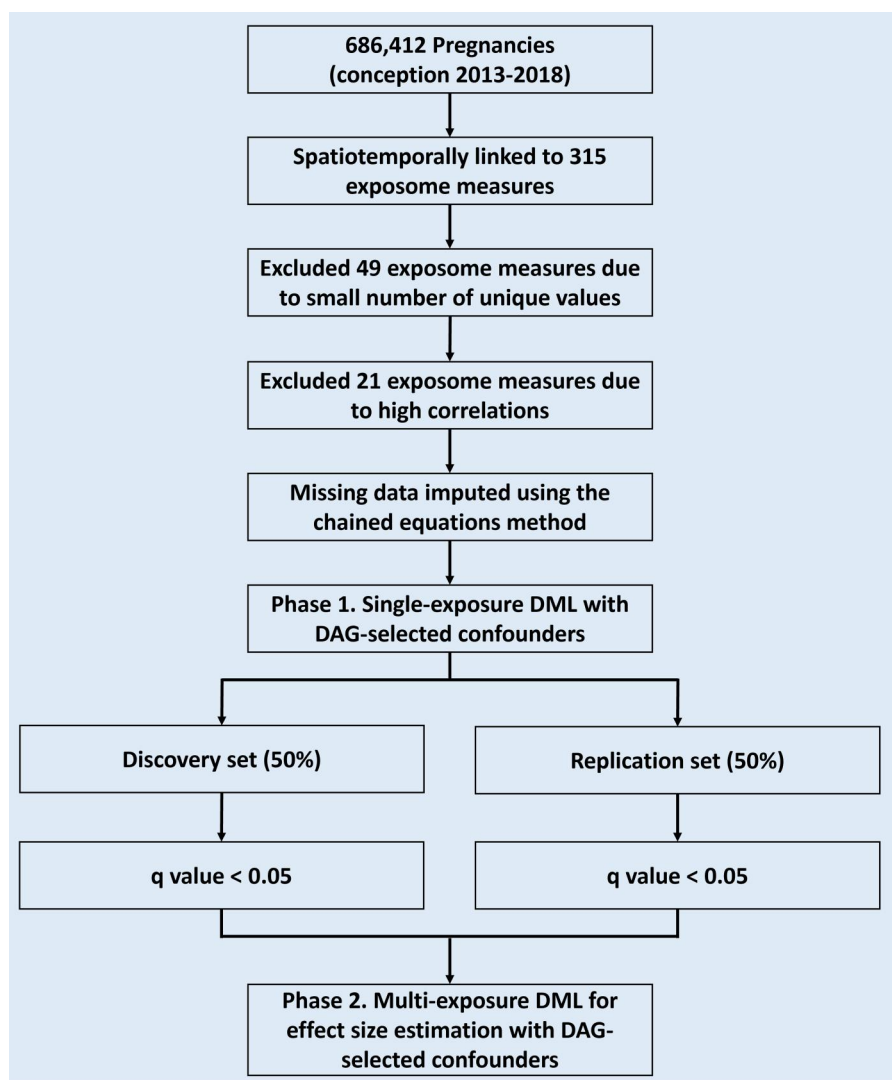 686,412 Pregnancies
(conception 2013-2018)
Spatiotemporally linked to 315
exposome measures
Excluded 49 exposome measures due
to small number of unique values
Excluded 21 exposome measures due
to high correlations
Missing data imputed using the
chained equations method
Phase 1. Single-exposure DML with
DAG-selected confounders
Discovery set (50%)
Replication set (50%)
q value < 0.05
q value < 0.05
Phase 2. Multi-exposure DML for
effect size estimation with DAG-
selected confounders